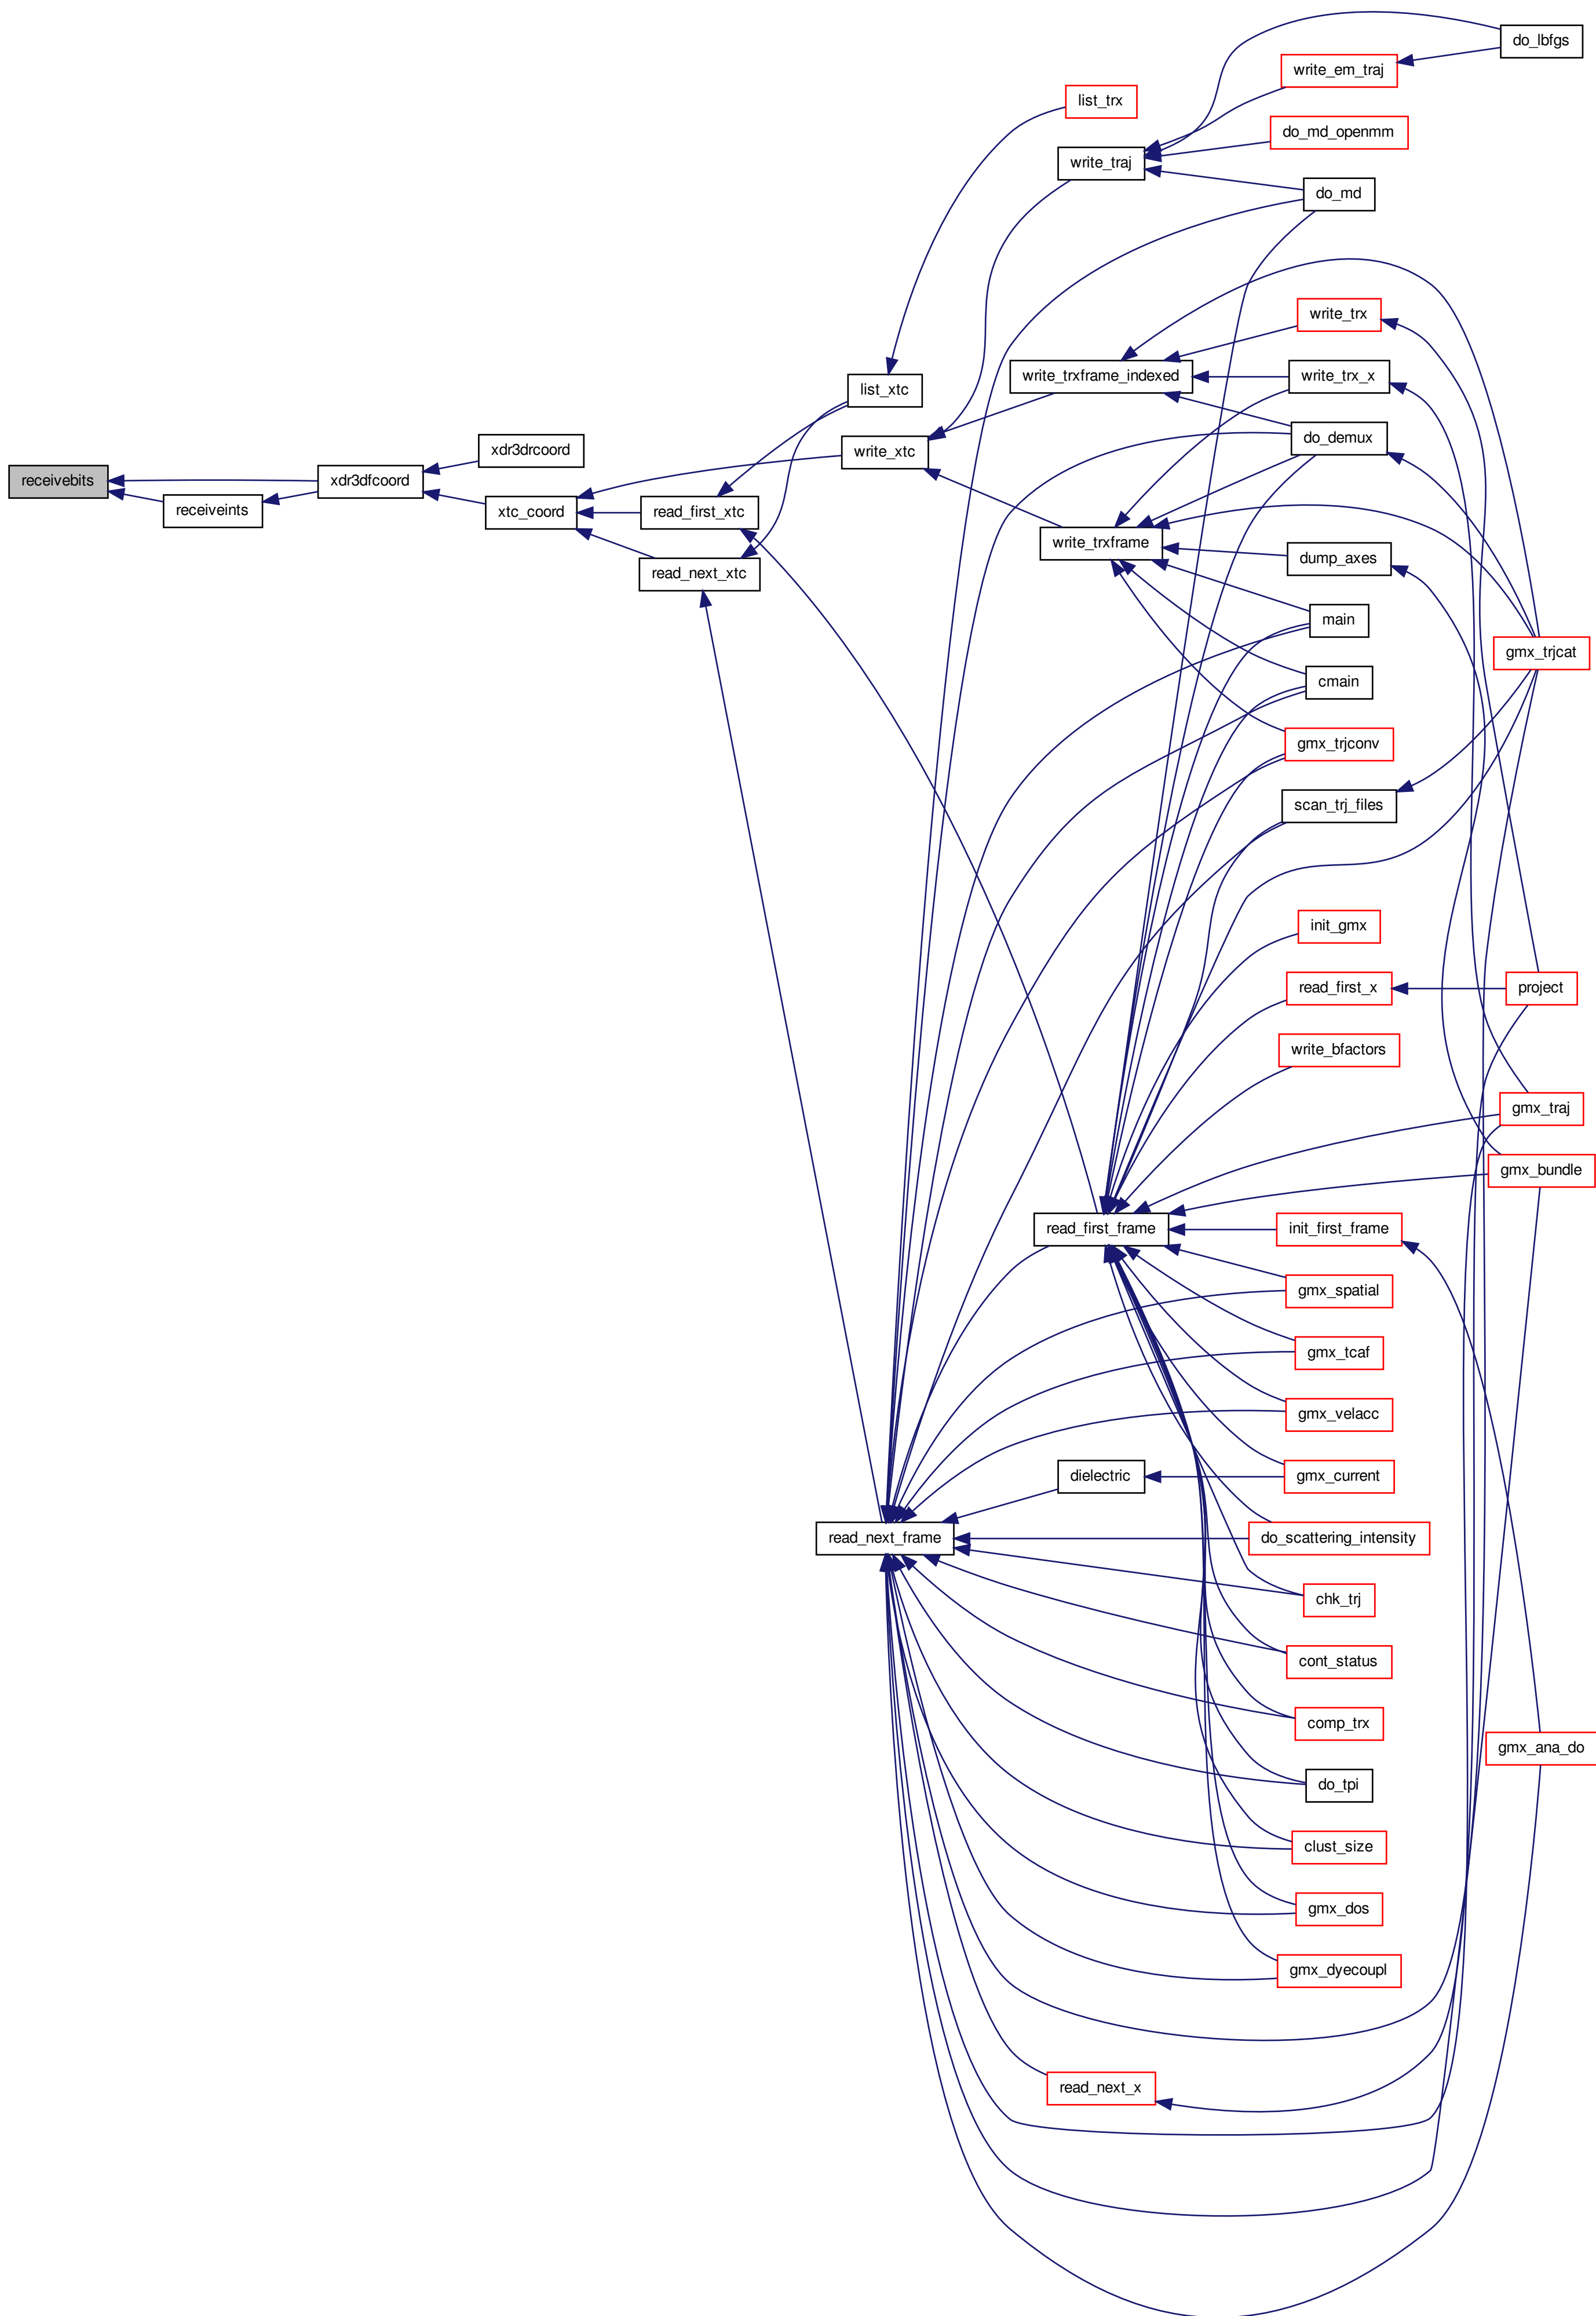 do_lbfgs
write_em_traj
list_trx
do_md_openmm
write_traj
do_md
write_trx
write_trxframe_indexed
write_trx_x
list_xtc
do_demux
xdr3drcoord
write_xtc
receivebits
xdr3dfcoord
receiveints
xtc_coord
read_first_xtc
write_trxframe
dump_axes
read_next_xtc
main
gmx_trjcat
cmain
gmx_trjconv
scan_trj_files
init_gmx
read_first_x
project
write_bfactors
gmx_traj
gmx_bundle
read_first_frame
init_first_frame
gmx_spatial
gmx_tcaf
gmx_velacc
dielectric
gmx_current
read_next_frame
do_scattering_intensity
chk_trj
cont_status
comp_trx
gmx_ana_do
do_tpi
clust_size
gmx_dos
gmx_dyecoupl
read_next_x